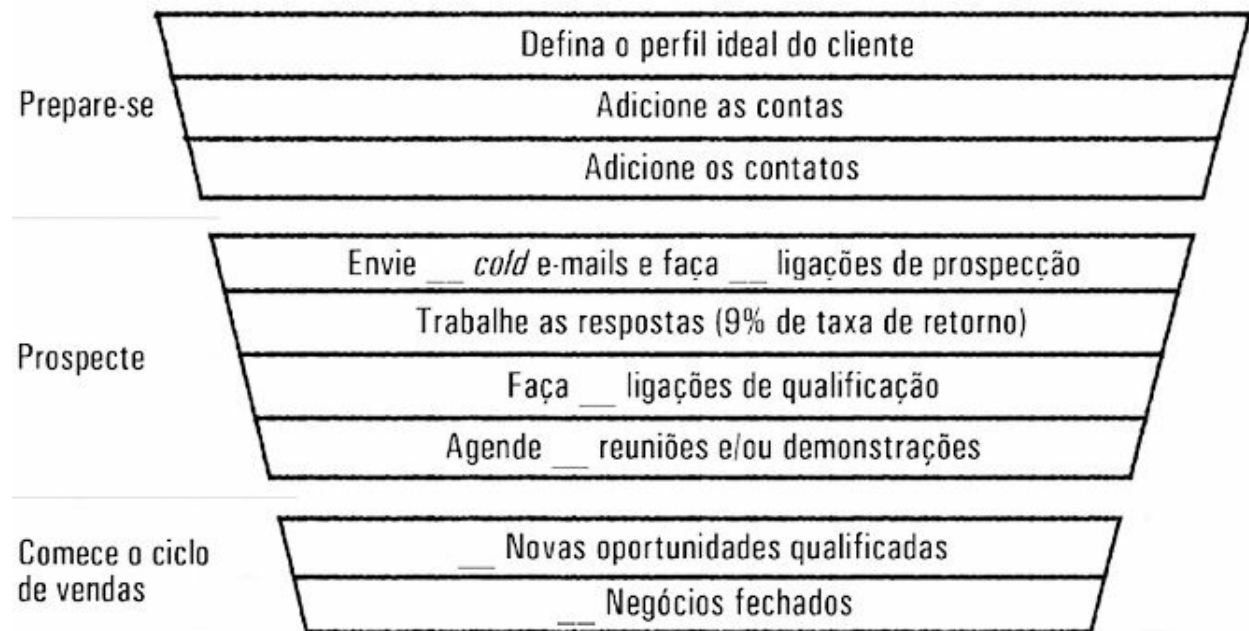 Defina o perfil ideal do cliente
Prepare-se
Adicione as contas
Adicione os contatos
Envie __ cold e-mails e faça __ ligações de prospecção
Trabalhe as respostas (9% de taxa de retorno)
Prospecte
Faça __ ligações de qualificação
Agende __ reuniões e/ou demonstrações
Comece o ciclo
de vendas
__ Novas oportunidades qualificadas
__ Negócios fechados